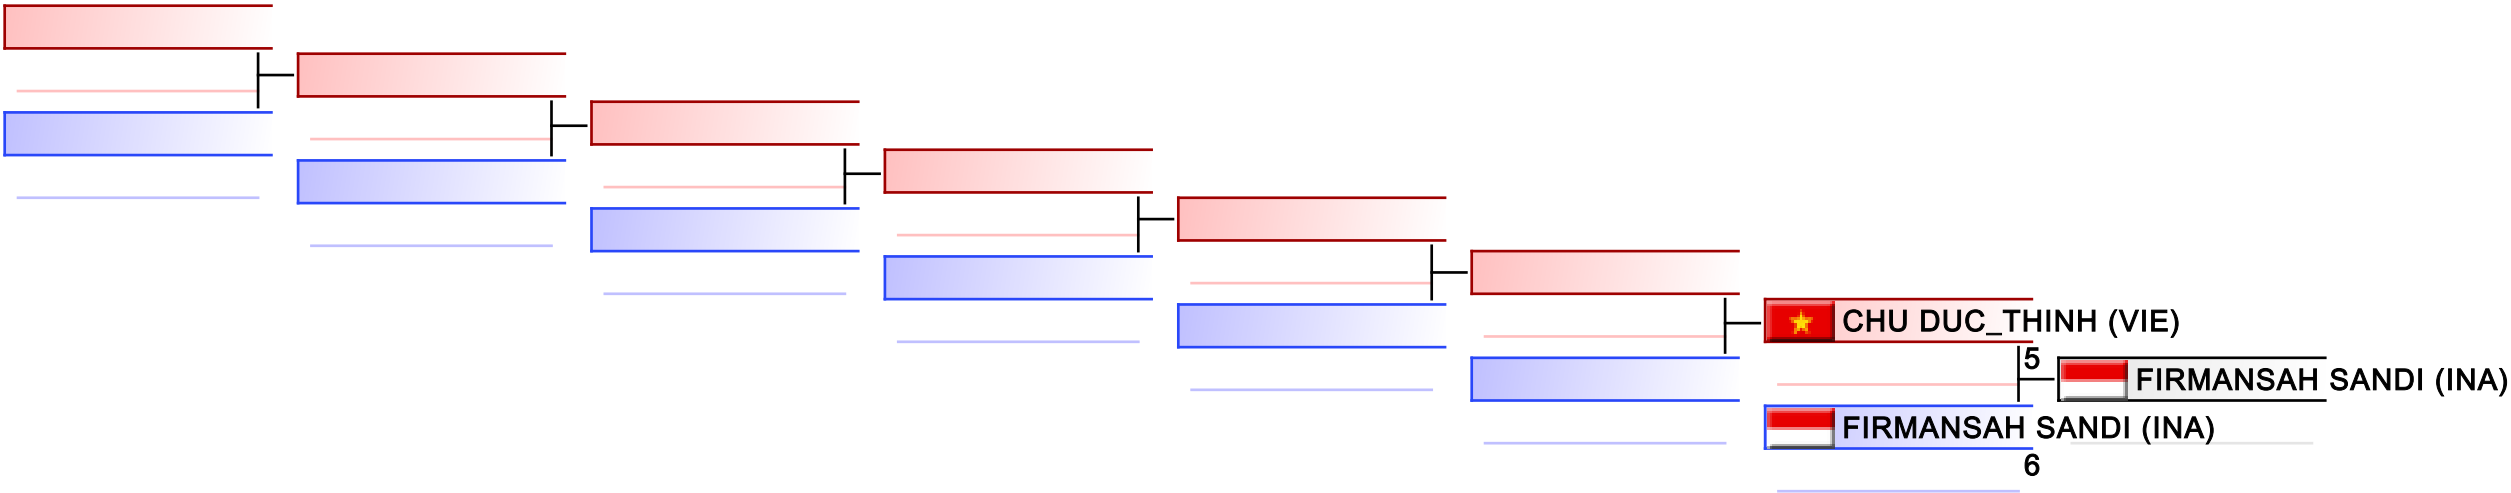 CHU DUC_THINH (VIE)
5
FIRMANSAH SANDI (INA)
FIRMANSAH SANDI (INA)
6